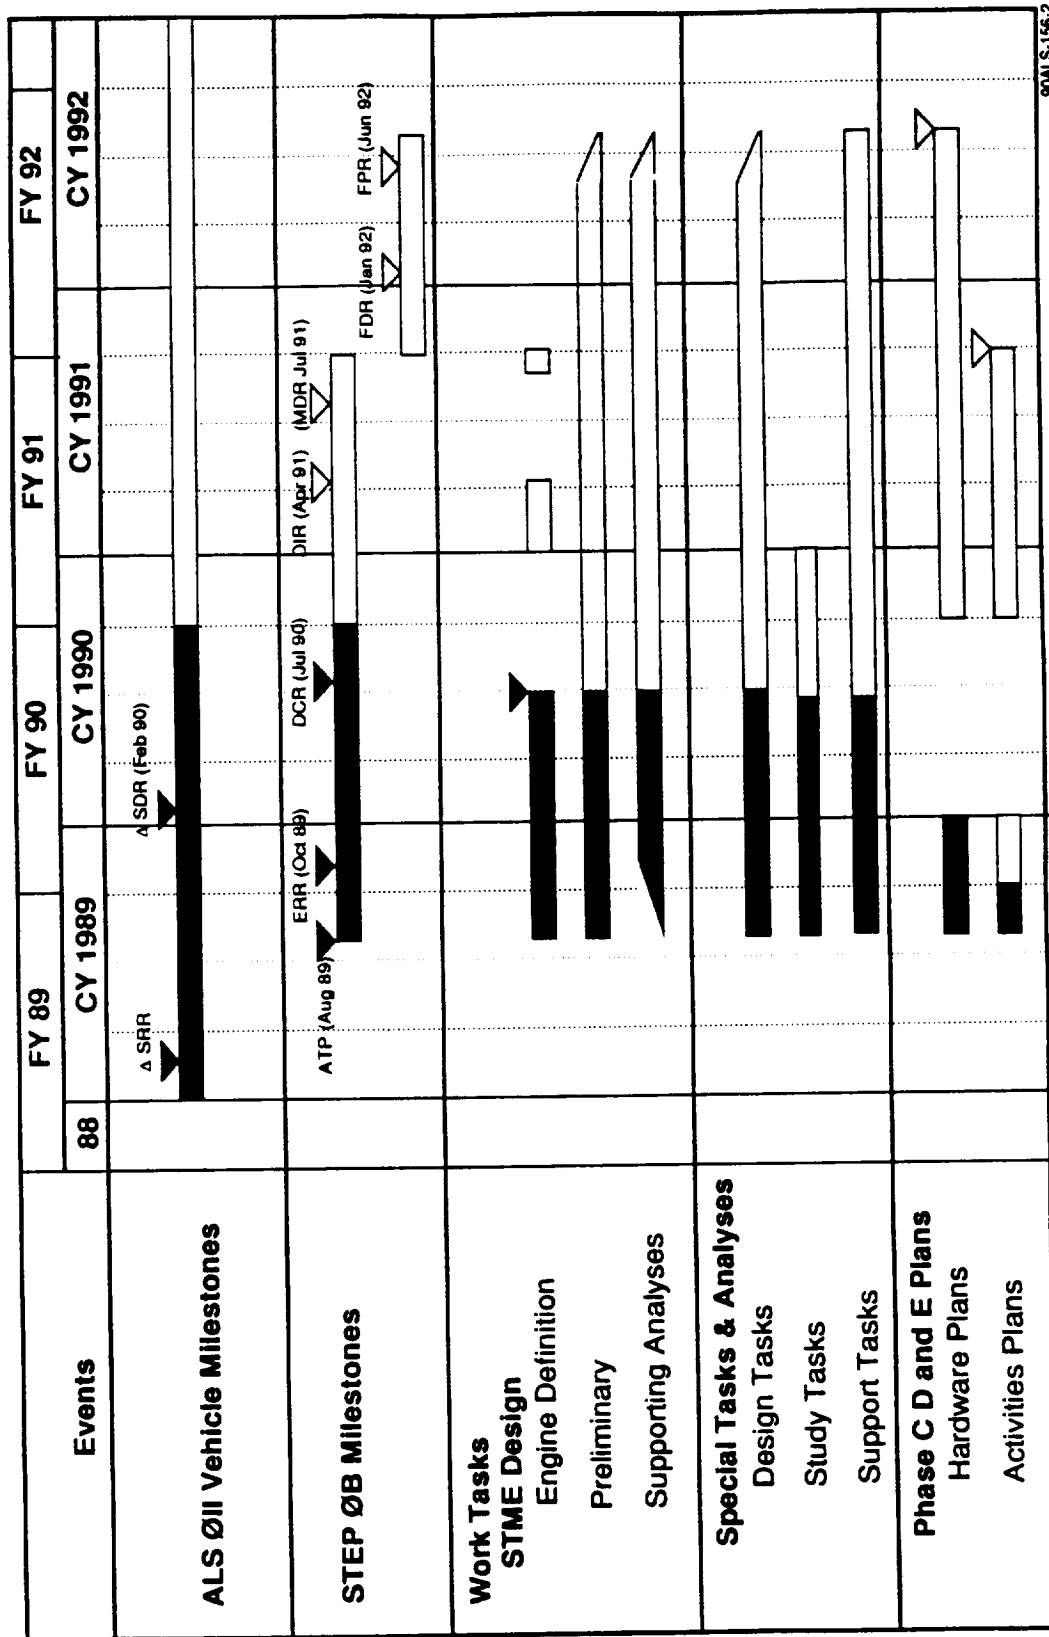 Events
FY 89
FY 90
FY 91
FY 92
88
CY 1989
CY 1990
CY 1991
CY 1992
ALS ØII Vehicle Milestones
Δ SRR
Δ SDR (Feb 90)
STEP ØB Milestones
ATP (Aug 89)
ERR (Oct 89)
DCR (Jul 90)
DIR (Apr 91)
(MDR Jul 91)
FDR (Jan 92)
FPR (Jun 92)
Work Tasks
STME Design
Engine Definition
Preliminary
Supporting Analyses
Special Tasks & Analyses
Design Tasks
Study Tasks
Support Tasks
Phase C D and E Plans
Hardware Plans
Activities Plans
90ALS-156-2